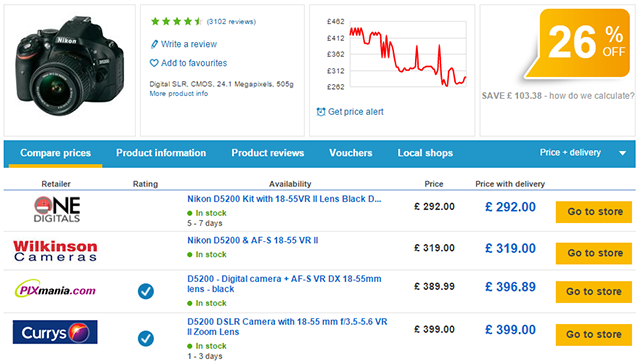 Nikon
(3102 reviews)
Write a review
Add to favourites
Digital SLR, CMOS, 24.1 Megapixels, 505g
More product info
£462
£412
£362
£312
£262
Get price alert
26 % OFF
SAVE £ 103.38 - how do we calculate?
Compare prices Product information Product reviews Vouchers Local shops Price + delivery
Retailer Rating Availability Price Price with delivery
ONE DIGITALS
Nikon D5200 Kit with 18-55VR II Lens Black D...
In stock
5 - 7 days
£ 292.00 £ 292.00 Go to store
Wilkinson Cameras
Nikon D5200 & AF-S 18-55 VR II
In stock
£ 319.00 £ 319.00 Go to store
PIXmania.com
D5200 - Digital camera + AF-S VR DX 18-55mm
lens - black
In stock
£ 389.99 £ 396.89 Go to store
Currys
D5200 DSLR Camera with 18-55 mm f/3.5-5.6 VR
II Zoom Lens
In stock
1 - 3 days
£ 399.00 £ 399.00 Go to store